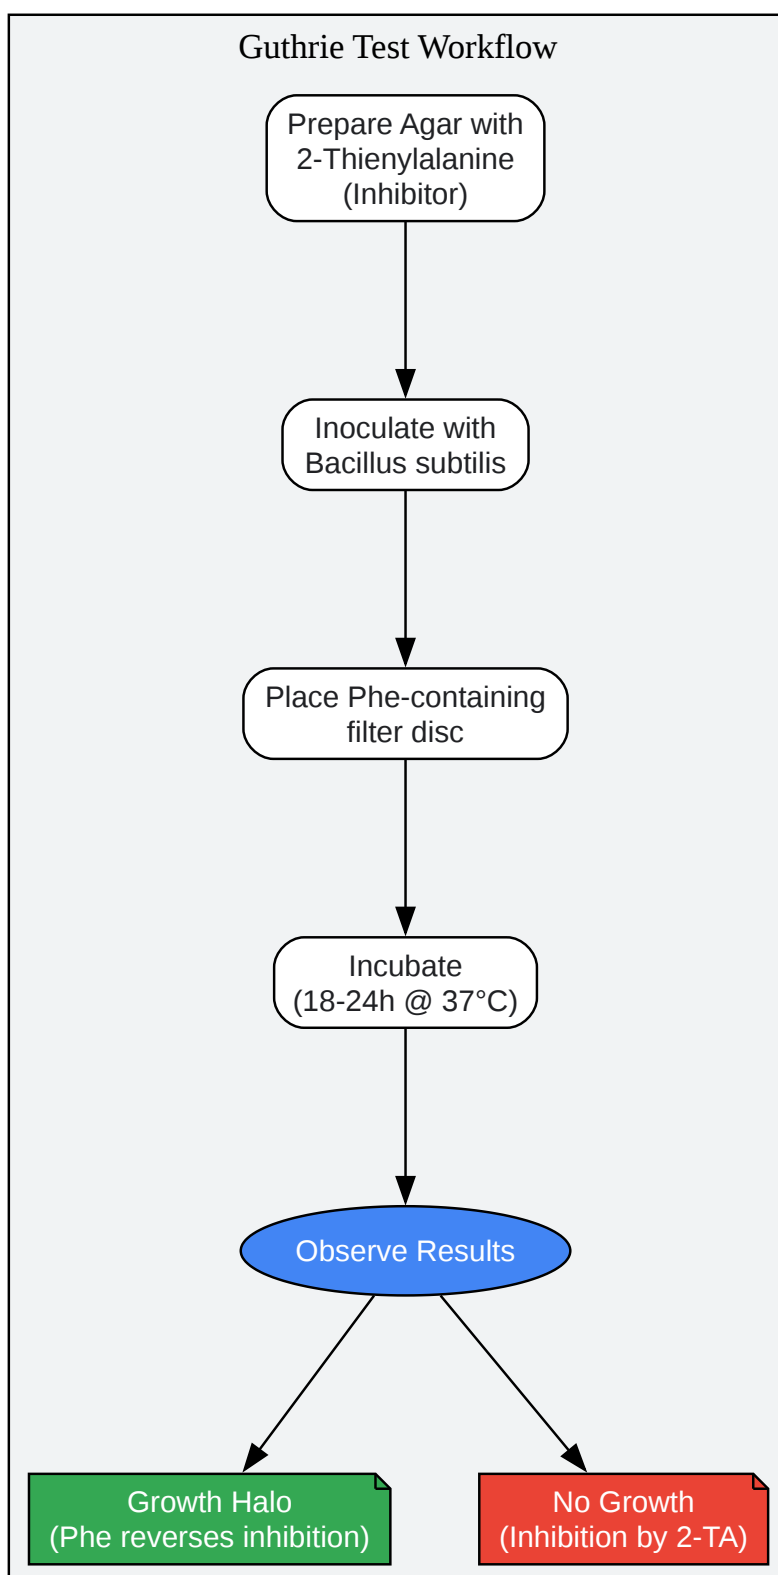 Guthrie Test Workflow
Prepare Agar with
2-Thienylalanine
(Inhibitor)
Inoculate with
Bacillus subtilis
Place Phe-containing
filter disc
Incubate
(18-24h @ 37°C)
Observe Results
Growth Halo
(Phe reverses inhibition)
No Growth
(Inhibition by 2-TA)